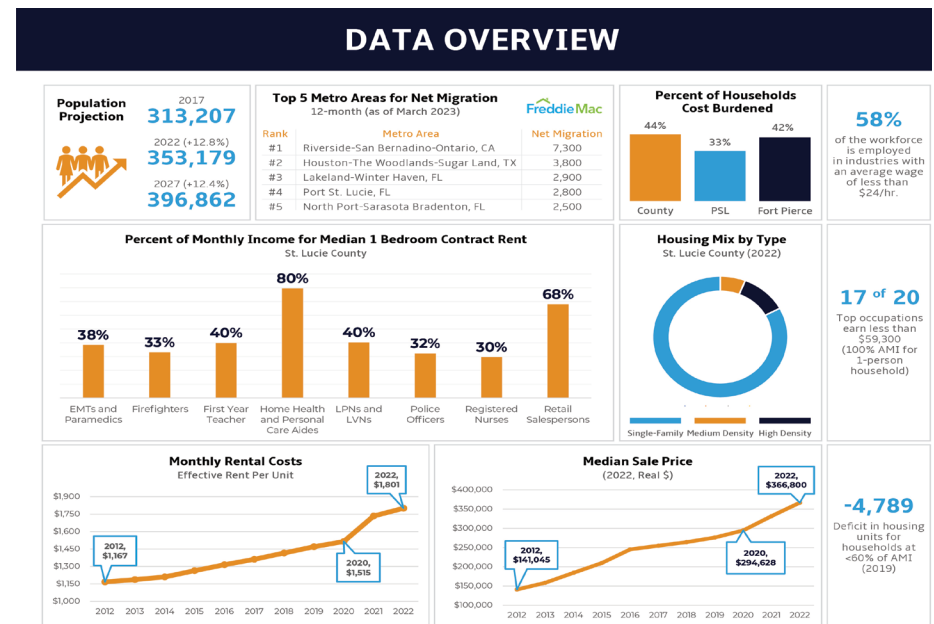 DATA OVERVIEW
Population
Projection
2017
313,207
2022 (+12.8%)
353,179
2027 (+12.4%)
396,862
Top 5 Metro Areas for Net Migration
12-month (as of March 2023)
FreddieMac
Rank Metro Area Net Migration
#1 Riverside-San Bernadino-Ontario, CA 7,300
#2 Houston-The Woodlands-Sugar Land, TX 3,800
#3 Lakeland-Winter Haven, FL 2,900
#4 Port St. Lucie, FL 2,800
#5 North Port-Sarasota Bradenton, FL 2,500
Percent of Households
Cost Burdened
44%
33%
42%
County PSL Fort Pierce
58%
of the workforce
is employed
in industries with
an average wage
of less than
$24/hr.
Percent of Monthly Income for Median 1 Bedroom Contract Rent
St. Lucie County
38%
33%
40%
80%
40%
32%
30%
68%
EMTs and
Paramedics
Firefighters
First Year
Teacher
Home Health
and Personal
Care Aides
LPNs and
LVNs
Police
Officers
Registered
Nurses
Retail
Salespersons
Housing Mix by Type
St. Lucie County (2022)
Single-Family Medium Density High Density
17 of 20
Top occupations
earn less than
$59,300
(100% AMI for
1-person
household)
Monthly Rental Costs
Effective Rent Per Unit
$1,900
$1,750
$1,600
$1,450
$1,300
$1,150
$1,000
2012,
$1,167
2020,
$1,515
2022,
$1,801
2012 2013 2014 2015 2016 2017 2018 2019 2020 2021 2022
Median Sale Price
(2022, Real $)
$400,000
$350,000
$300,000
$250,000
$200,000
$150,000
$100,000
2012,
$141,045
2020,
$294,628
2022,
$366,800
2012 2013 2014 2015 2016 2017 2018 2019 2020 2021 2022
-4,789
Deficit in housing
units for
households at
<60% of AMI
(2019)